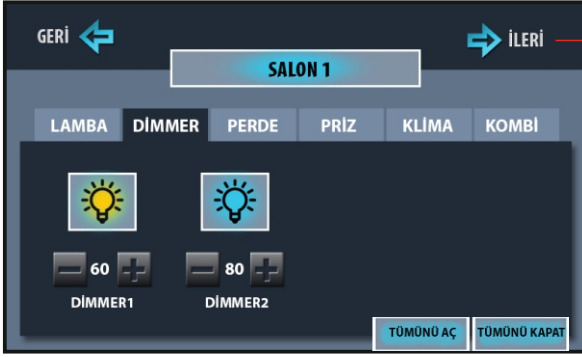 GERİ
İLERİ
SALON 1
LAMBA DİMMER PERDE PRİZ KLİMA KOMBİ
60 80
DİMMER1 DİMMER2
TÜMÜNÜ AÇ TÜMÜNÜ KAPAT